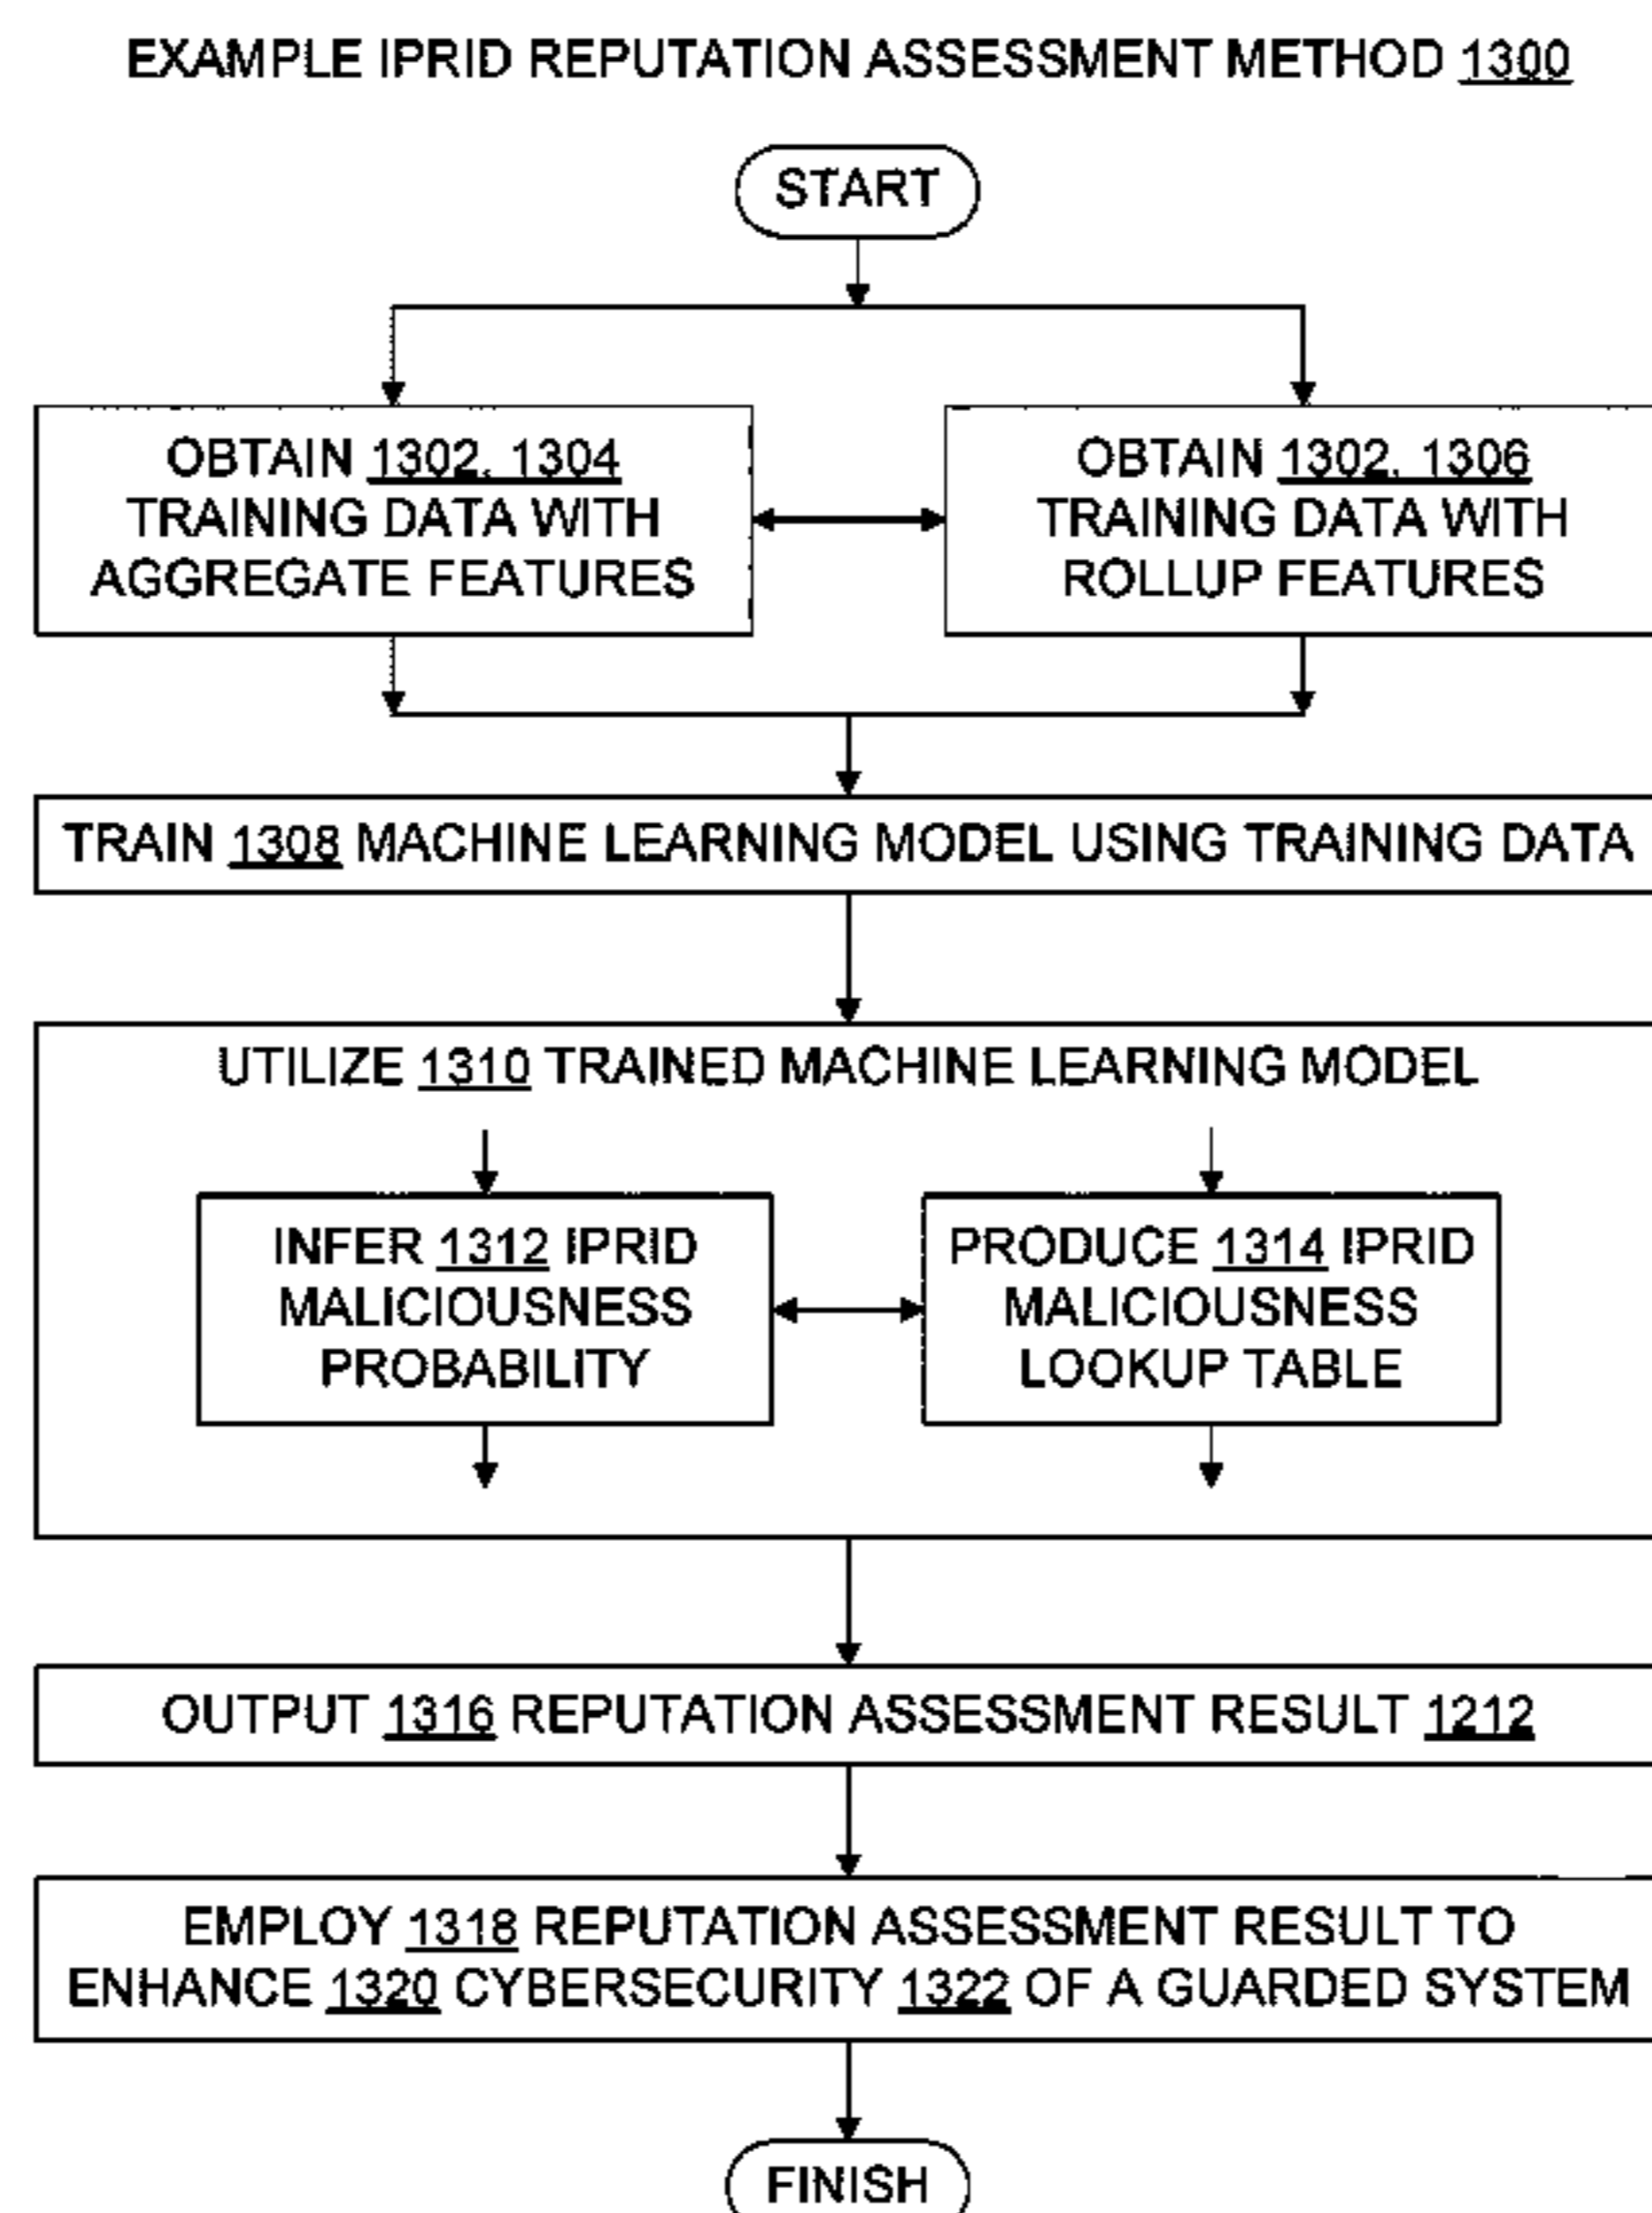 EXAMPLE IPRID REPUTATION ASSESSMENT METHOD 1300
START
OBTAIN 1302, 1304
TRAINING DATA WITH
AGGREGATE FEATURES
OBTAIN 1302, 1306
TRAINING DATA WITH
ROLLUP FEATURES
TRAIN 1308 MACHINE LEARNING MODEL USING TRAINING DATA
UTILIZE 1310 TRAINED MACHINE LEARNING MODEL
INFER 1312 IPRID
MALICIOUSNESS
PROBABILITY
PRODUCE 1314 IPRID
MALICIOUSNESS
LOOKUP TABLE
OUTPUT 1316 REPUTATION ASSESSMENT RESULT 1212
EMPLOY 1318 REPUTATION ASSESSMENT RESULT TO
ENHANCE 1320 CYBERSECURITY 1322 OF A GUARDED SYSTEM
FINISH